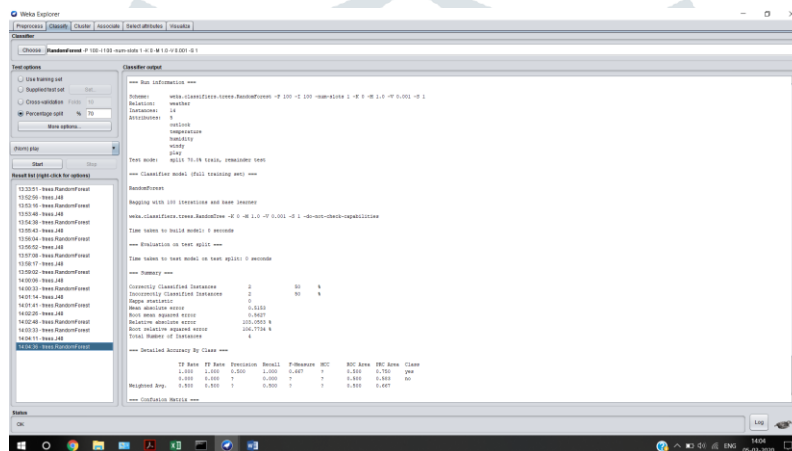 Weka Explorer
Preprocess Classify Cluster Associate Select attributes Visualize
Classifier
Choose RandomForest -P 100 -I 100 -num-slots 1 -K 0 -M 1.0 -V 0.001 -S 1
Test options
Use training set
Supplied test set Set...
Cross-validation Folds 10
Percentage split % 70
More options...
(Nom) play
Start Stop
Result list (right-click for options)
13:33:51 - trees.RandomForest
13:52:56 - trees.J48
13:53:16 - trees.RandomForest
13:53:48 - trees.J48
13:54:38 - trees.RandomForest
13:55:43 - trees.J48
13:56:04 - trees.RandomForest
13:56:52 - trees.J48
13:57:08 - trees.RandomForest
13:58:17 - trees.J48
13:59:02 - trees.RandomForest
14:00:06 - trees.J48
14:00:33 - trees.RandomForest
14:01:14 - trees.J48
14:01:41 - trees.RandomForest
14:02:26 - trees.J48
14:02:48 - trees.RandomForest
14:03:33 - trees.RandomForest
14:04:11 - trees.J48
14:04:36 - trees.RandomForest
Classifier output
=== Run information ===
Scheme: weka.classifiers.trees.RandomForest -P 100 -I 100 -num-slots 1 -K 0 -M 1.0 -V 0.001 -S 1
Relation: weather
Instances: 14
Attributes: 5
outlook
temperature
humidity
windy
play
Test mode: split 70.0% train, remainder test
=== Classifier model (full training set) ===
RandomForest
Bagging with 100 iterations and base learner
weka.classifiers.trees.RandomTree -K 0 -M 1.0 -V 0.001 -S 1 -do-not-check-capabilities
Time taken to build model: 0 seconds
=== Evaluation on test split ===
Time taken to test model on test split: 0 seconds
=== Summary ===
Correctly Classified Instances 2 50 %
Incorrectly Classified Instances 2 50 %
Kappa statistic 0
Mean absolute error 0.5153
Root mean squared error 0.5627
Relative absolute error 103.0503 %
Root relative squared error 106.7734 %
Total Number of Instances 4
=== Detailed Accuracy By Class ===
TP Rate FP Rate Precision Recall F-Measure MCC ROC Area PRC Area Class
1.000 1.000 0.500 1.000 0.667 ? 0.500 0.750 yes
0.000 0.000 ? 0.000 ? ? 0.500 0.583 no
Weighted Avg. 0.500 0.500 ? 0.500 ? ? 0.500 0.667
=== Confusion Matrix ===
Status
OK
Log
ENG
14:04
05-03-2020